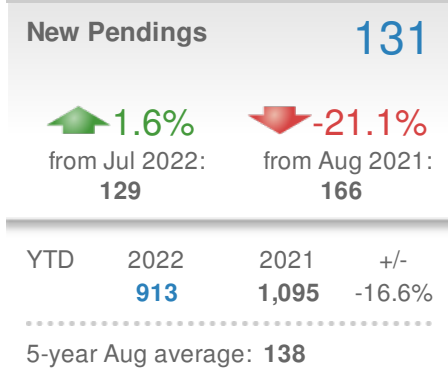 New Pendings 131
1.6% -21.1%
from Jul 2022: from Aug 2021:
129 166
YTD 2022 2021 +/-
913 1,095 -16.6%
5-year Aug average: 138